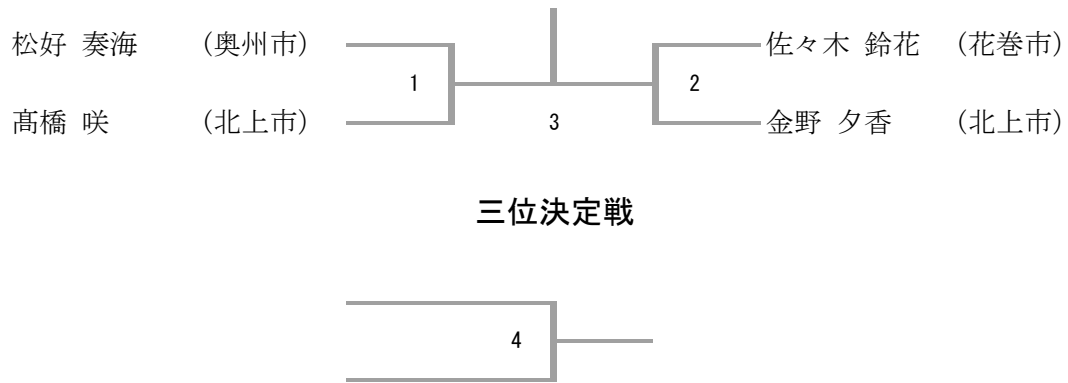 松好 奏海 （奥州市） 佐々木 鈴花 （花巻市）
1 2
髙橋 咲 （北上市） 3 金野 夕香 （北上市）
三位決定戦
4